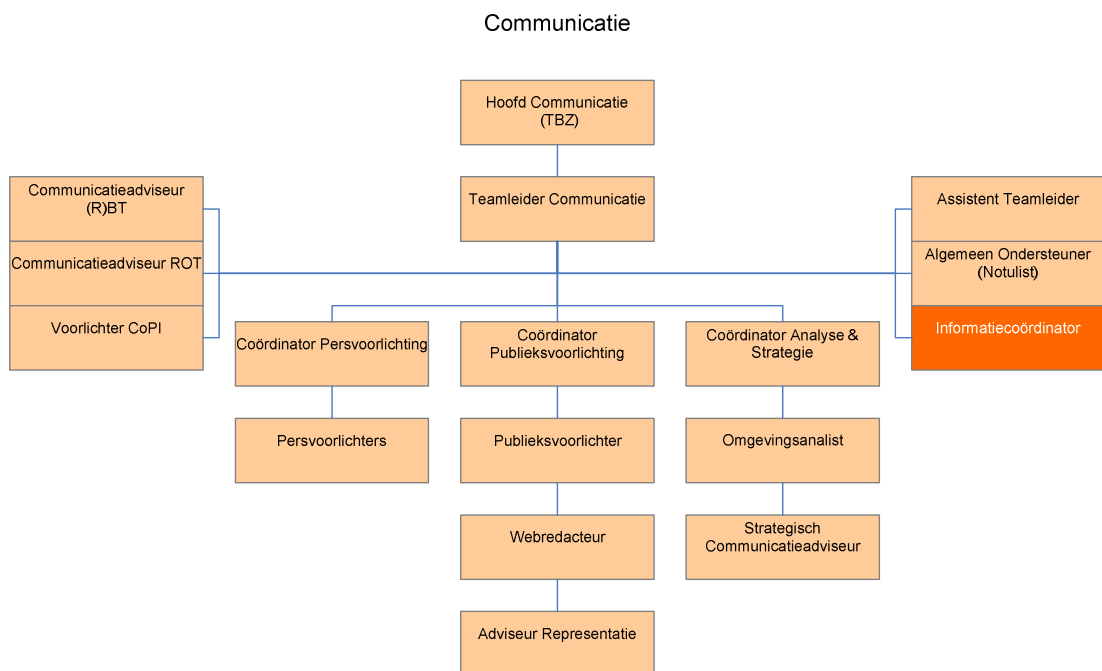 Communicatie
Hoofd Communicatie
(TBZ)
Teamleider Communicatie
Communicatieadviseur
(R)BT
Communicatieadviseur ROT
Voorlichter CoPI
Assistent Teamleider
Algemeen Ondersteuner
(Notulist)
Informatiecoördinator
Coördinator Persvoorlichting
Persvoorlichters
Coördinator
Publieksvoorlichting
Publieksvoorlichter
Webredacteur
Adviseur Representatie
Coördinator Analyse &
Strategie
Omgevingsanalist
Strategisch
Communicatieadviseur